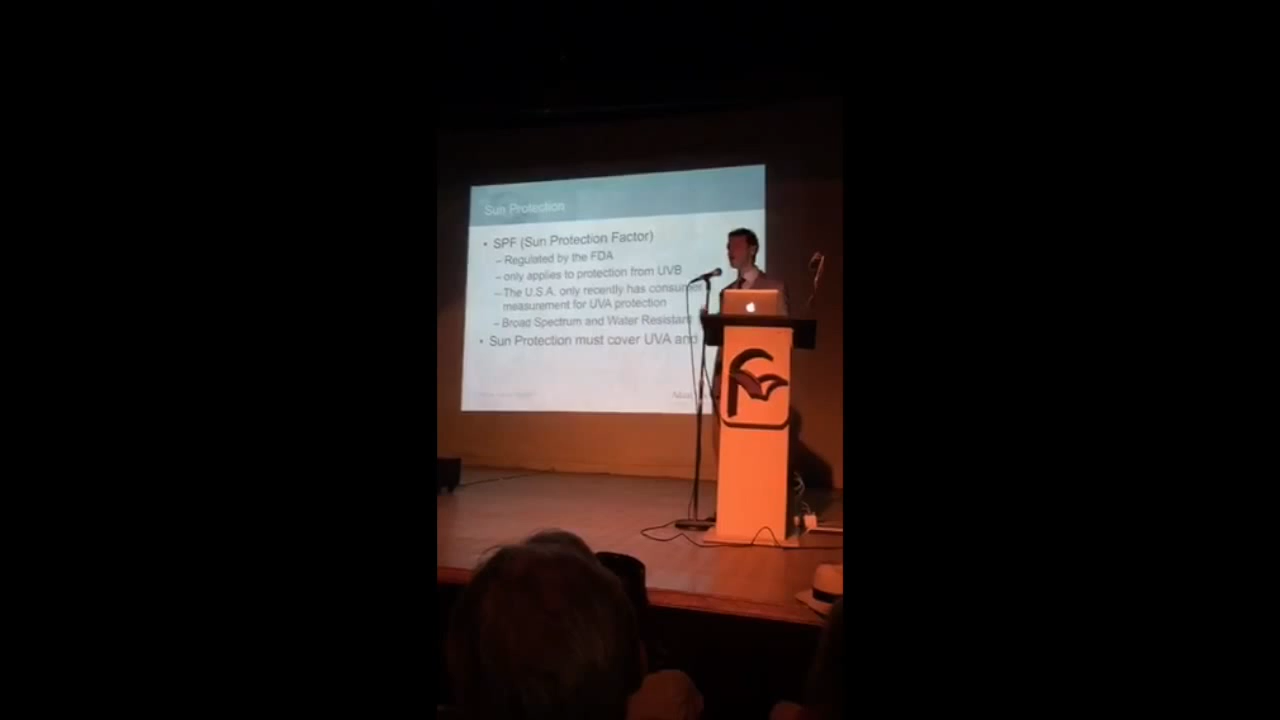 Sun Protection
• SPF (Sun Protection Factor)
– Regulated by the FDA
– only applies to protection from UVB
– The U.S.A. only recently has consumer
measurement for UVA protection
– Broad Spectrum and Water Resistant
• Sun Protection must cover UVA and